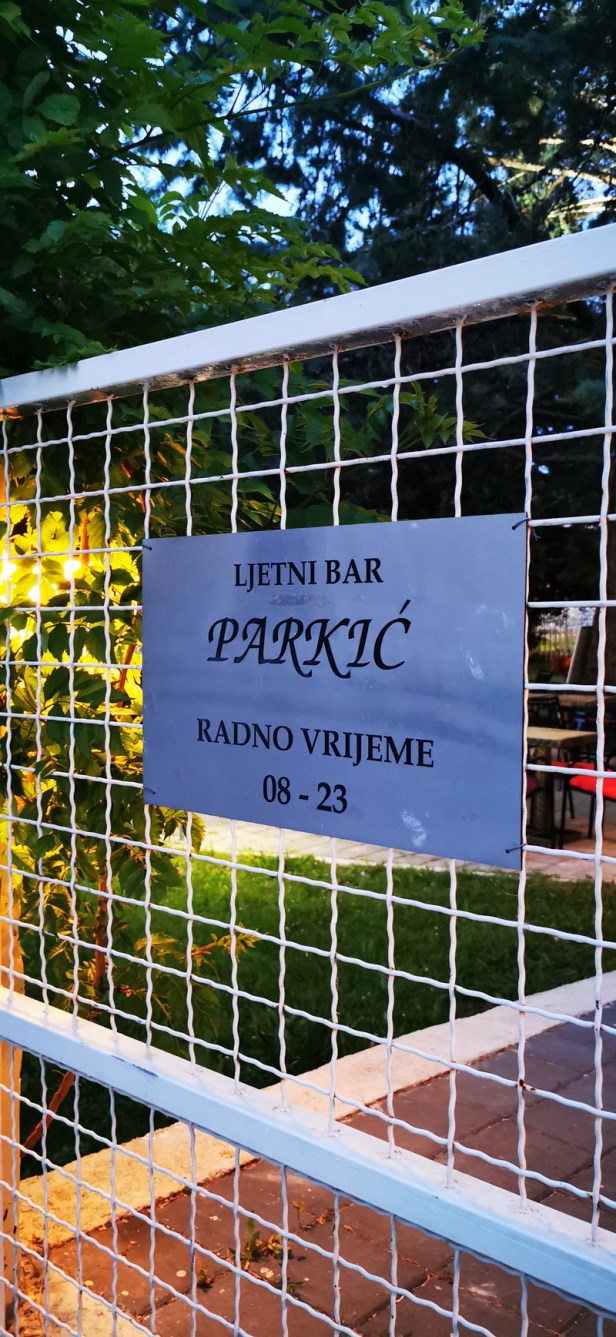 LJETNI BAR
PARKIĆ
RADNO VRIJEME
08 - 23